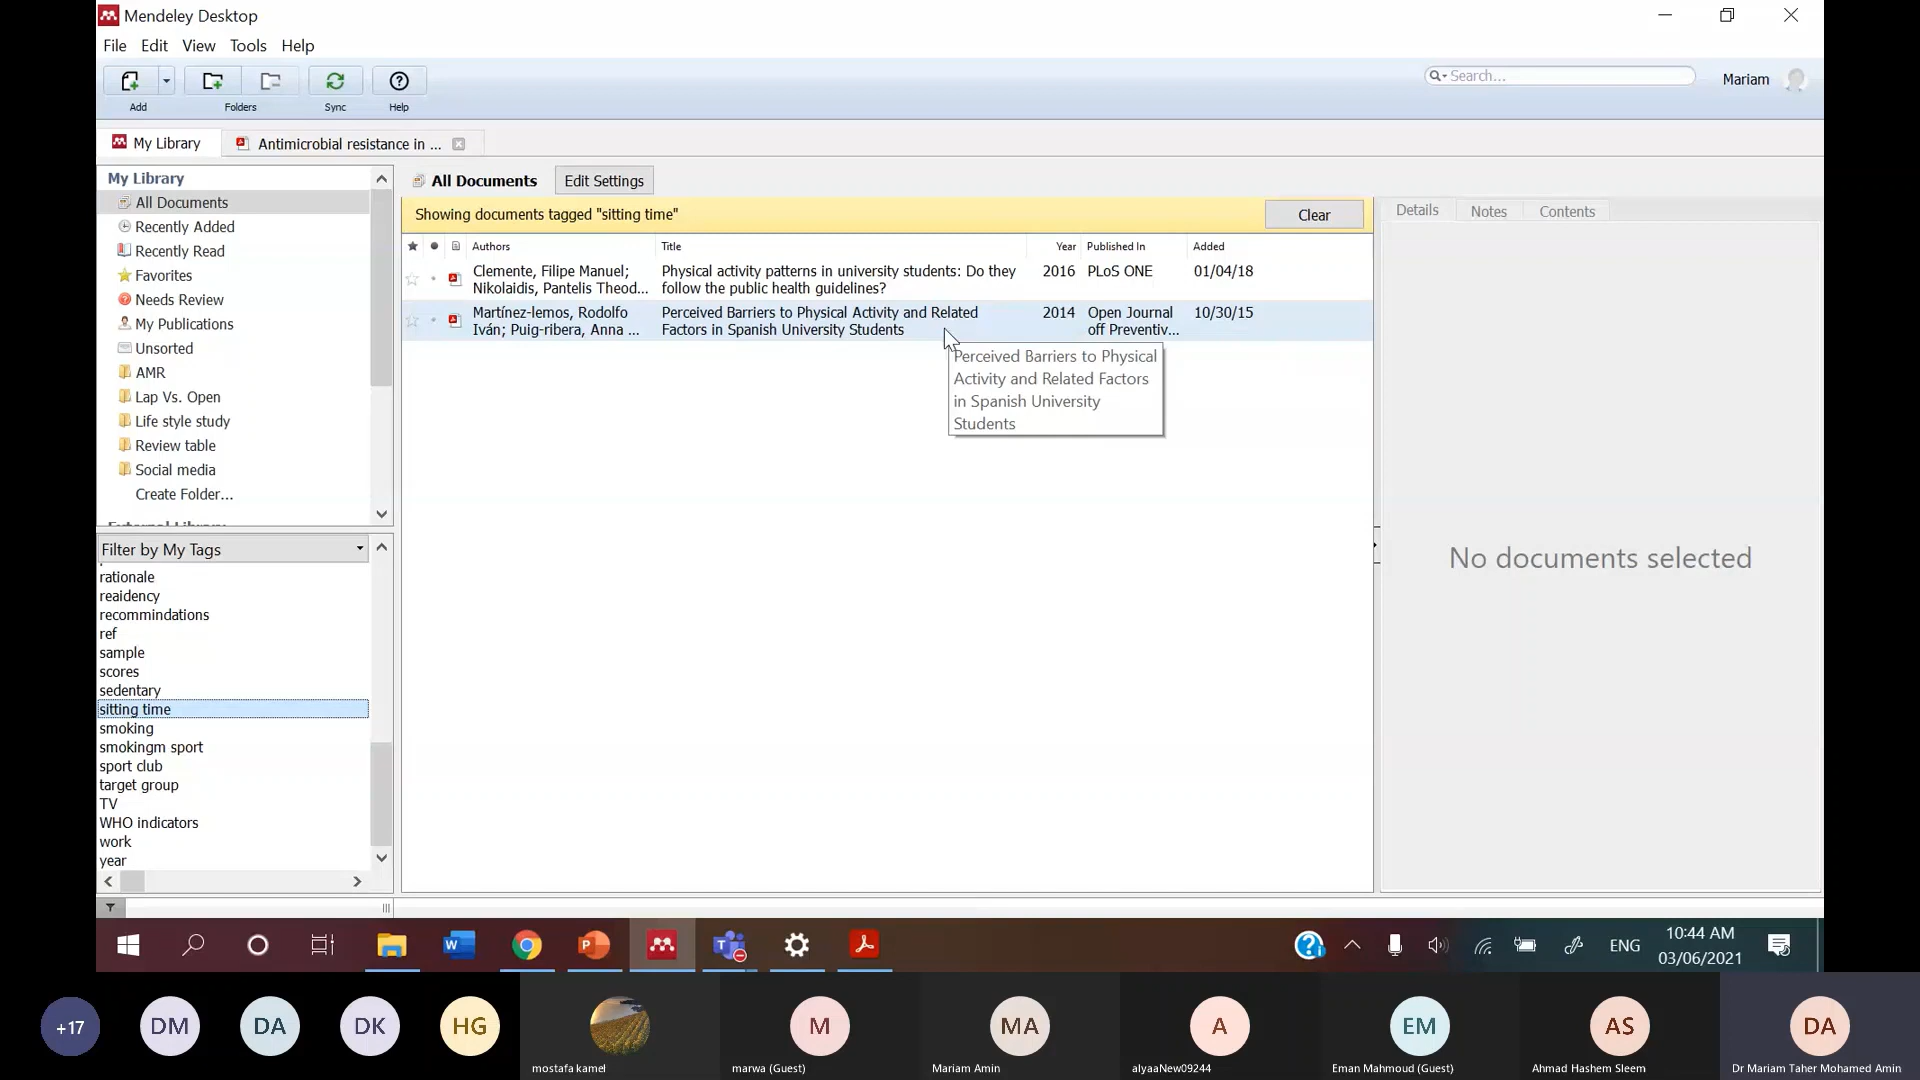 Mendeley Desktop
File Edit View Tools Help
Add Folders Sync Help
Search...
Mariam
My Library
Antimicrobial resistance in ...
My Library
All Documents
Recently Added
Recently Read
Favorites
Needs Review
My Publications
Unsorted
AMR
Lap Vs. Open
Life style study
Review table
Social media
Create Folder...
Filter by My Tags
rationale
reaidency
recommindations
ref
sample
scores
sedentary
sitting time
smoking
smokingm sport
sport club
target group
TV
WHO indicators
work
year
All Documents Edit Settings
Showing documents tagged "sitting time" Clear
Authors Title Year Published In Added
Clemente, Filipe Manuel; Physical activity patterns in university students: Do they 2016 PLoS ONE 01/04/18
Nikolaidis, Pantelis Theod... follow the public health guidelines?
Martínez-lemos, Rodolfo Perceived Barriers to Physical Activity and Related 2014 Open Journal 10/30/15
Iván; Puig-ribera, Anna ... Factors in Spanish University Students off Preventiv...
Perceived Barriers to Physical
Activity and Related Factors
in Spanish University
Students
Details Notes Contents
No documents selected
ENG
10:44 AM
03/06/2021
+17
DM
DA
DK
HG
mostafa kamel
M
marwa (Guest)
MA
Mariam Amin
A
alyaaNew09244
EM
Eman Mahmoud (Guest)
AS
Ahmad Hashem Sleem
DA
Dr Mariam Taher Mohamed Amin